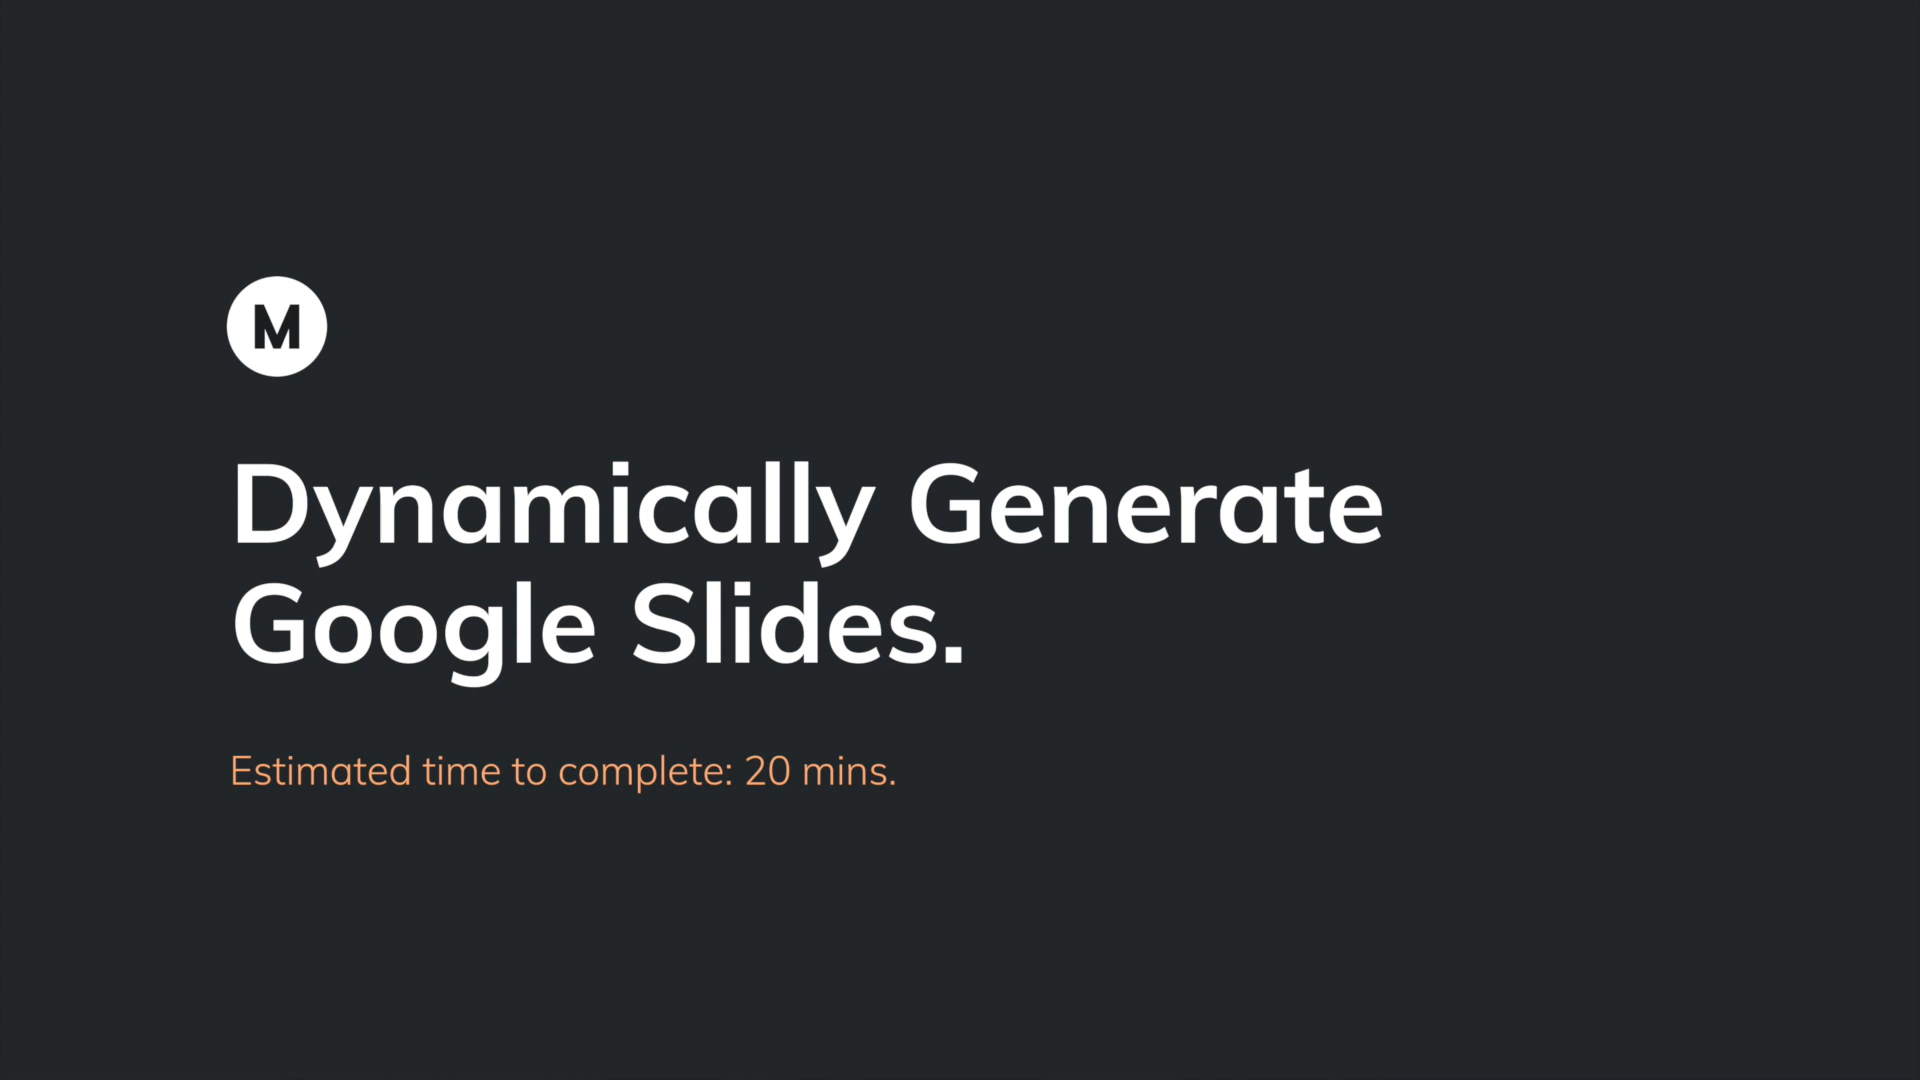 M
Dynamically Generate
Google Slides.
Estimated time to complete: 20 mins.